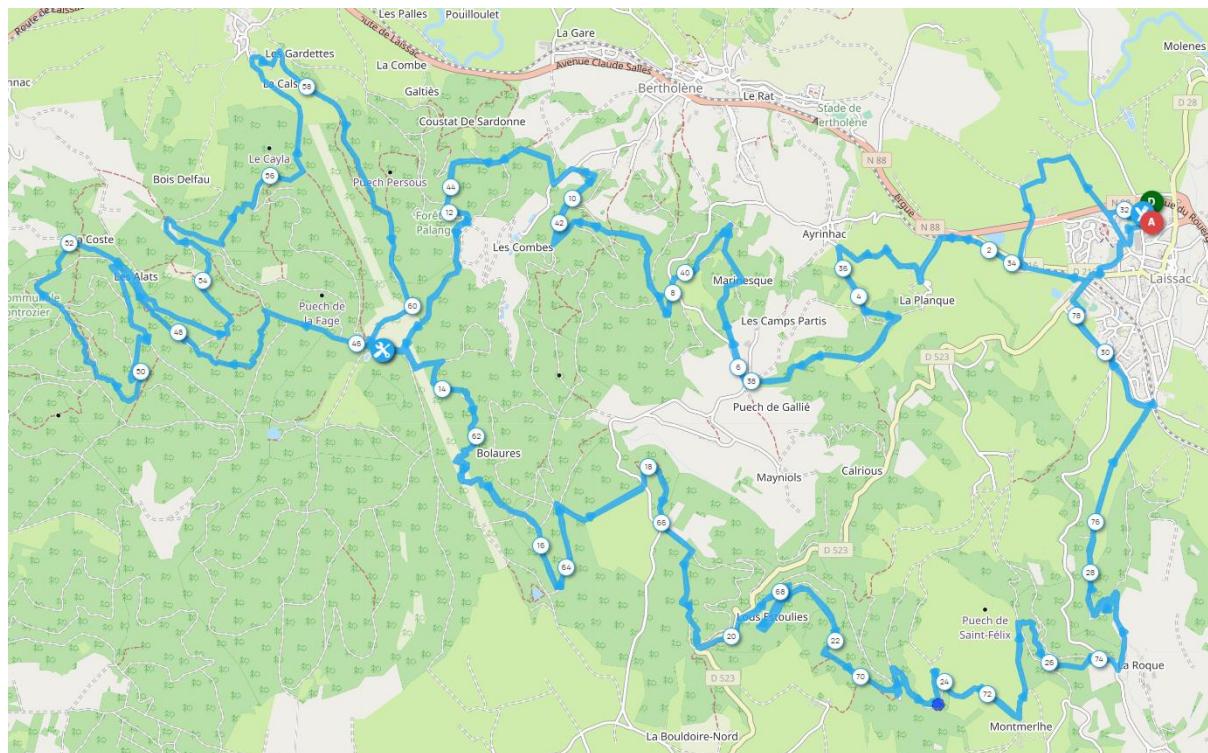 Les Palles
Pouilloulet
La Gare
Route de Laissac
Molenes
Les Gardettes
La Combe
Avenue Claude Salles
Bertholène
Le Rat
D 28
58
Galtiès
Stade de
Bertholène
Coustat De Sardonne
N 88
Le Cayla
56
Bois Delfau
Puech Persous
44
10
12
42
Les Combes
Ayrinhac
N 88
32
D
A
52
La Coste
Les Alats
54
Marinesque
40
8
36
4
2
34
La Planque
Laissac
Puech de
la Fage
60
46
48
50
Les Camps Partis
78
30
D 523
6
38
14
Puech de Gallié
62
Bolaures
18
Mayniols
Calrious
66
16
64
76
28
D 523
68
Lous Estoulies
20
22
Puech de
Saint-Félix
26
74
La Roque
70
24
72
D 523
Montmerlhe
La Bouldoire-Nord